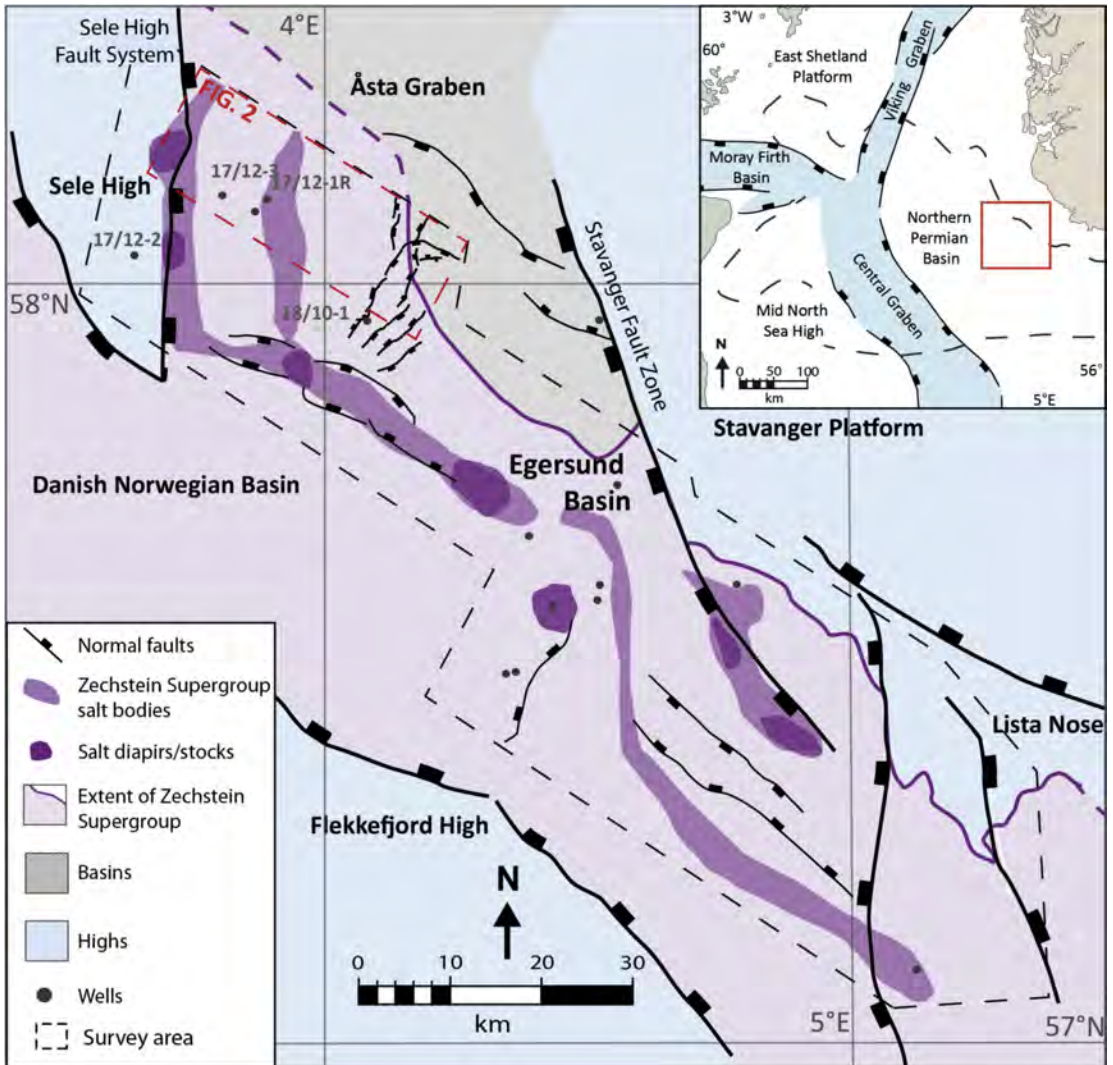 Sele High
Fault System
4°E
Åsta Graben
FIG. 2
Sele High
17/12-3
17/12-1R
17/12-2
58°N
18/10-1
Stavanger Fault Zone
Stavanger Platform
Danish Norwegian Basin
Egersund
Basin
Lista Nose
Flekkefjord High
N
0 10 20 30
km
5°E
57°N
3°W
60°
East Shetland
Platform
Viking
Graben
Moray Firth
Basin
Northern
Permian
Basin
Central Graben
Mid North
Sea High
N
0 50 100
km
56°
5°E
Normal faults
Zechstein Supergroup
salt bodies
Salt diapirs/stocks
Extent of Zechstein
Supergroup
Basins
Highs
Wells
Survey area